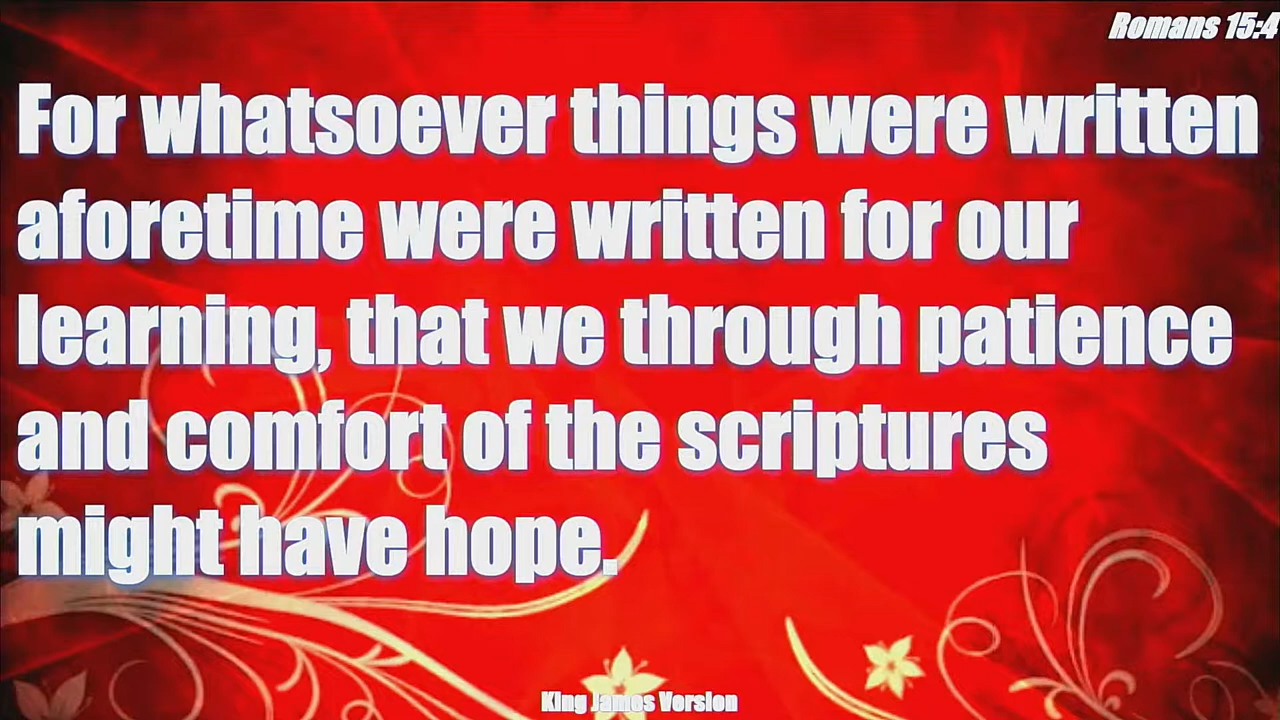 Romans 15:4
For whatsoever things were written
aforetime were written for our
learning, that we through patience
and comfort of the scriptures
might have hope.
King James Version